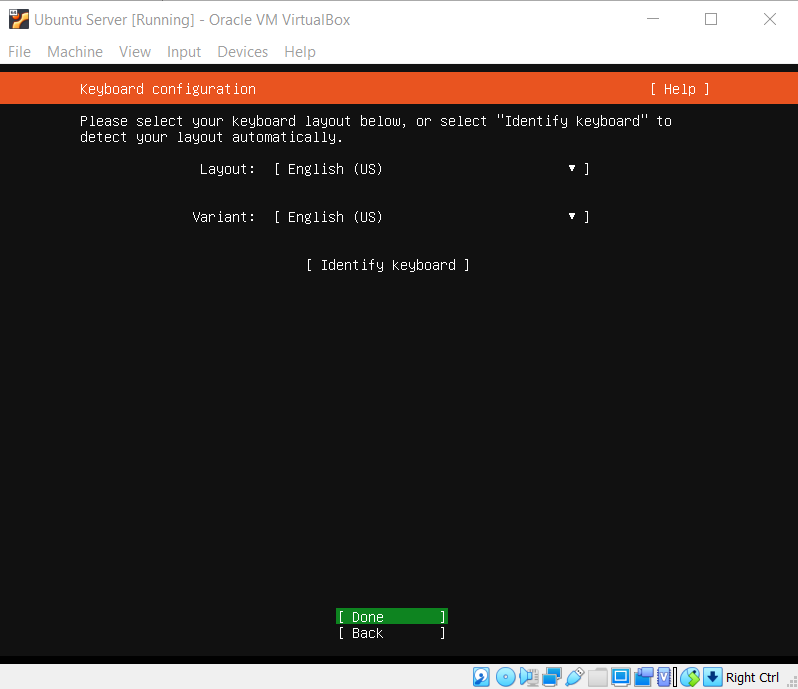 Ubuntu Server [Running] - Oracle VM VirtualBox
File Machine View Input Devices Help
Keyboard configuration [ Help ]
Please select your keyboard layout below, or select "Identify keyboard" to
detect your layout automatically.
Layout: [ English (US) ▾ ]
Variant: [ English (US) ▾ ]
[ Identify keyboard ]
[ Done ]
[ Back ]
Right Ctrl